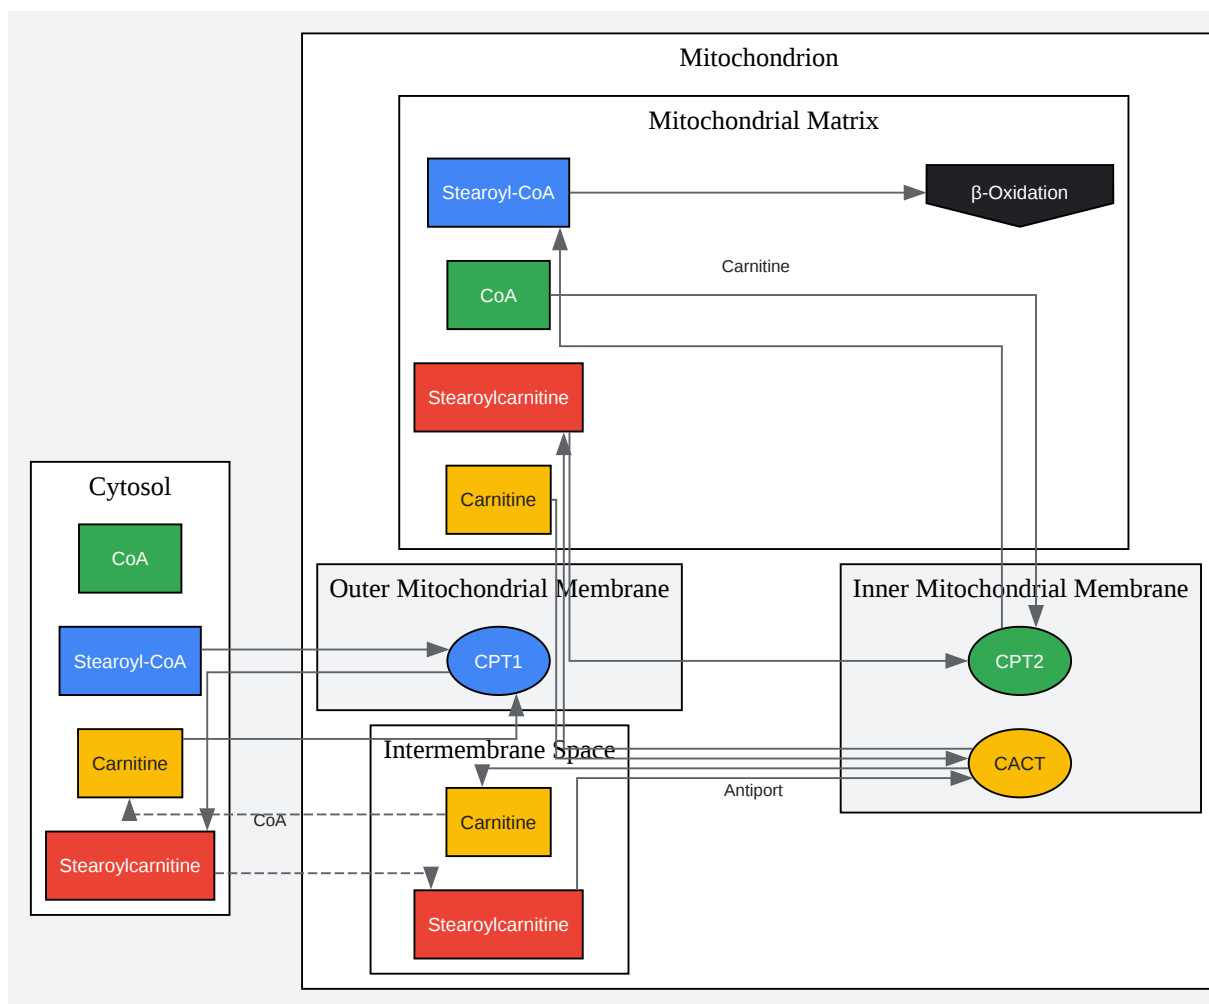 Mitochondrion
Mitochondrial Matrix
Stearoyl-CoA
β-Oxidation
Carnitine
CoA
Stearoylcarnitine
Carnitine
Cytosol
CoA
Stearoyl-CoA
Carnitine
Stearoylcarnitine
CoA
Outer Mitochondrial Membrane
CPT1
Intermembrane Space
Carnitine
Stearoylcarnitine
Inner Mitochondrial Membrane
CPT2
CACT
Antiport